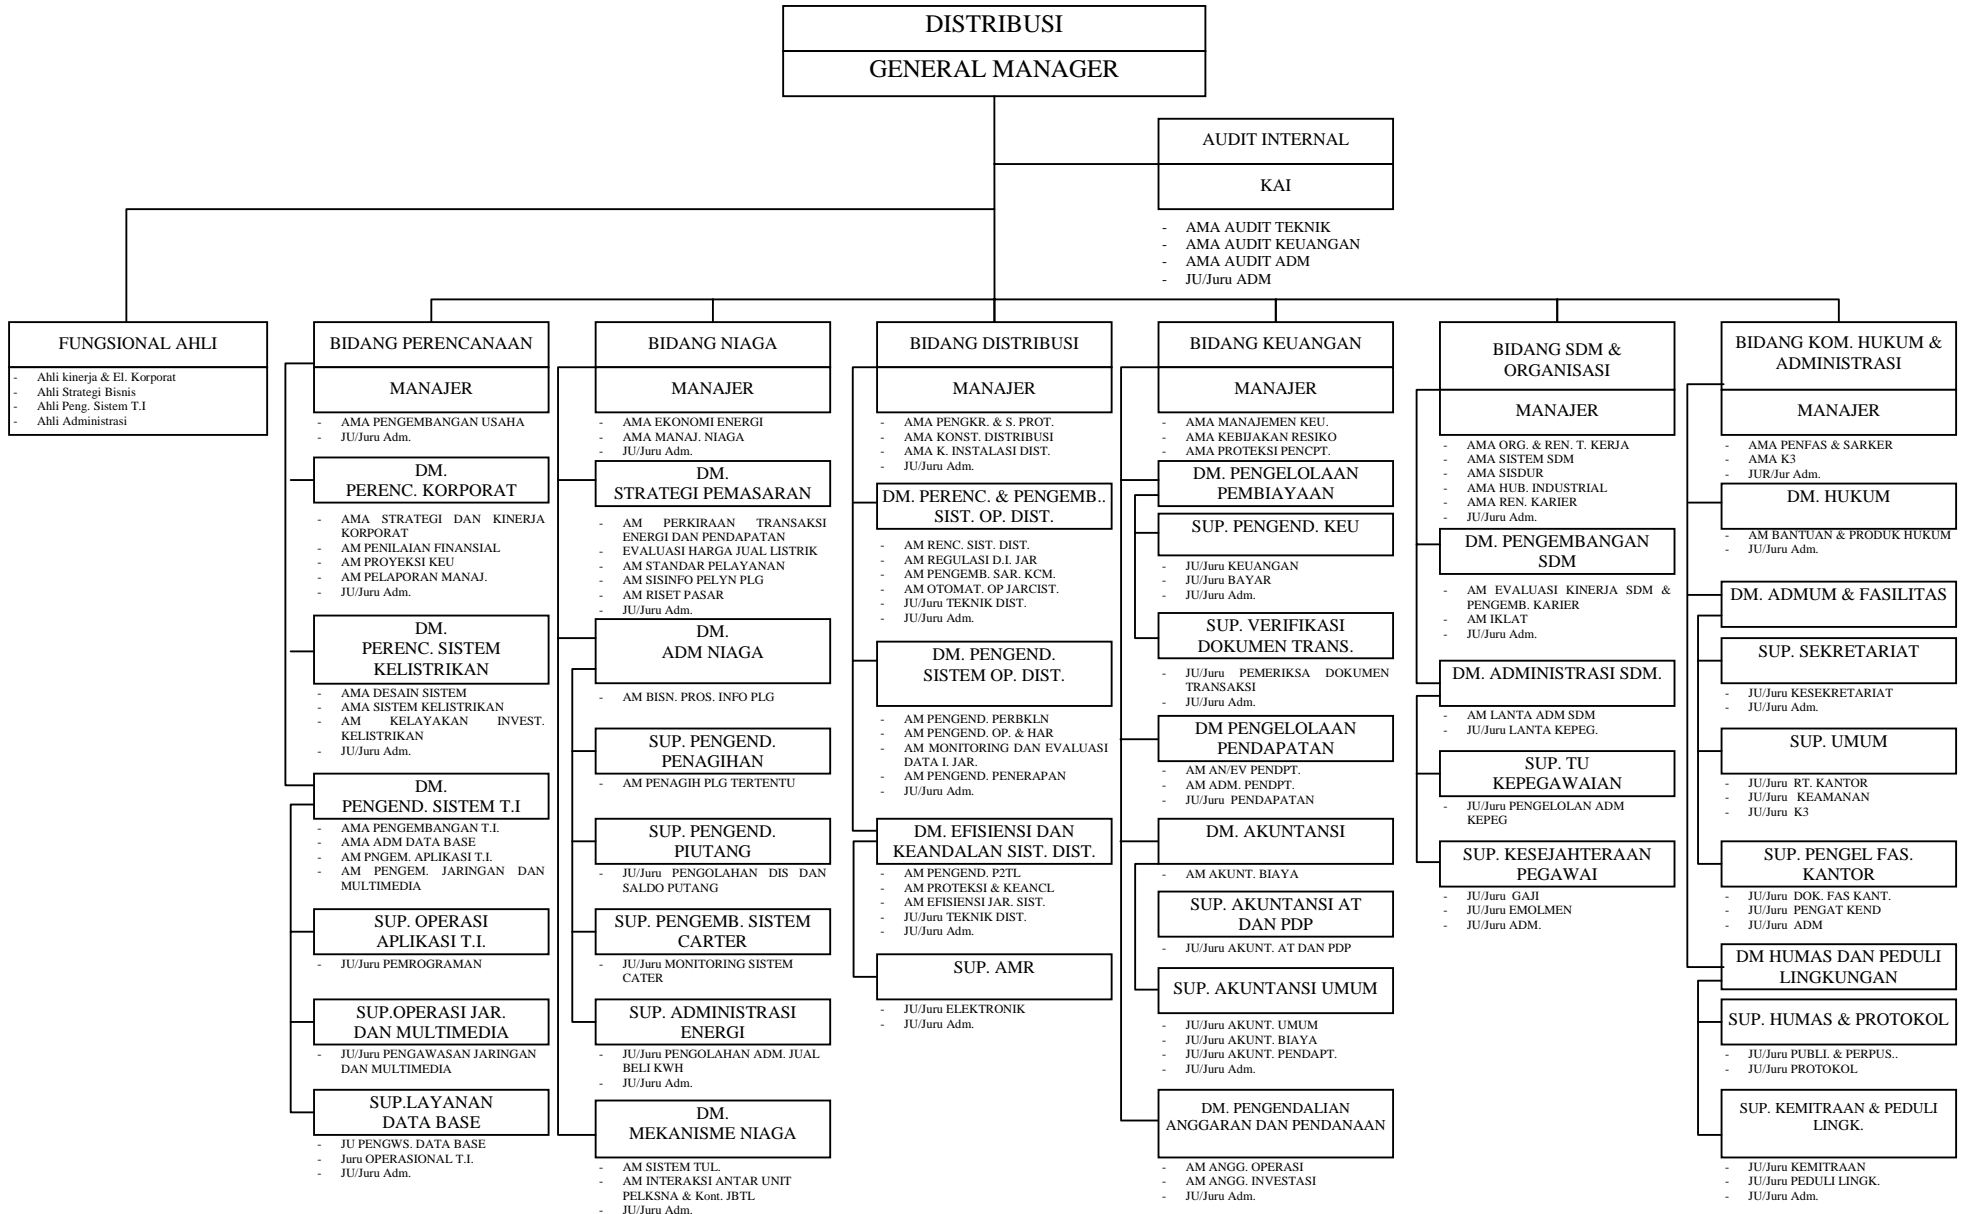 DISTRIBUSI
GENERAL MANAGER
AUDIT INTERNAL
KAI
- AMA AUDIT TEKNIK
- AMA AUDIT KEUANGAN
- AMA AUDIT ADM
- JU/Juru ADM
FUNGSIONAL AHLI
- Ahli kinerja & El. Korporat
- Ahli Strategi Bisnis
- Ahli Peng. Sistem T.I
- Ahli Administrasi
BIDANG PERENCANAAN
MANAJER
- AMA PENGEMBANGAN USAHA
- JU/Juru Adm.
DM.
PERENC. KORPORAT
- AMA STRATEGI DAN KINERJA
KORPORAT
- AM PENILAIAN FINANSIAL
- AM PROYEKSI KEU
- AM PELAPORAN MANAJ.
- JU/Juru Adm.
DM.
PERENC. SISTEM
KELISTRIKAN
- AMA DESAIN SISTEM
- AMA SISTEM KELISTRIKAN
- AM KELAYAKAN INVEST.
KELISTRIKAN
- JU/Juru Adm.
DM.
PENGEND. SISTEM T.I
- AMA PENGEMBANGAN T.I.
- AMA ADM DATA BASE
- AM PNGEM. APLIKASI T.I.
- AM PENGEM. JARINGAN DAN
MULTIMEDIA
SUP. OPERASI
APLIKASI T.I.
- JU/Juru PEMROGRAMAN
SUP.OPERASI JAR.
DAN MULTIMEDIA
- JU/Juru PENGAWASAN JARINGAN
DAN MULTIMEDIA
SUP.LAYANAN
DATA BASE
- JU PENGWS. DATA BASE
- Juru OPERASIONAL T.I.
- JU/Juru Adm.
BIDANG NIAGA
MANAJER
- AMA EKONOMI ENERGI
- AMA MANAJ. NIAGA
- JU/Juru Adm.
DM.
STRATEGI PEMASARAN
- AM PERKIRAAN TRANSAKSI
ENERGI DAN PENDAPATAN
- EVALUASI HARGA JUAL LISTRIK
- AM STANDAR PELAYANAN
- AM SISINFO PELYN PLG
- AM RISET PASAR
- JU/Juru Adm.
DM.
ADM NIAGA
- AM BISN. PROS. INFO PLG
SUP. PENGEND.
PENAGIHAN
- AM PENAGIH PLG TERTENTU
SUP. PENGEND.
PIUTANG
- JU/Juru PENGOLAHAN DIS DAN
SALDO PUTANG
SUP. PENGEMB. SISTEM
CARTER
- JU/Juru MONITORING SISTEM
CATER
SUP. ADMINISTRASI
ENERGI
- JU/Juru PENGOLAHAN ADM. JUAL
BELI KWH
- JU/Juru Adm.
DM.
MEKANISME NIAGA
- AM SISTEM TUL.
- AM INTERAKSI ANTAR UNIT
PELKSNA & Kont. JBTL
- JU/Juru Adm.
BIDANG DISTRIBUSI
MANAJER
- AMA PENGKR. & S. PROT.
- AMA KONST. DISTRIBUSI
- AMA K. INSTALASI DIST.
- JU/Juru Adm.
DM. PERENC. & PENGEMB..
SIST. OP. DIST.
- AM RENC. SIST. DIST.
- AM REGULASI D.I. JAR
- AM PENGEMB. SAR. KCM.
- AM OTOMAT. OP JARCIST.
- JU/Juru TEKNIK DIST.
- JU/Juru Adm.
DM. PENGEND.
SISTEM OP. DIST.
- AM PENGEND. PERBKLN
- AM PENGEND. OP. & HAR
- AM MONITORING DAN EVALUASI
DATA I. JAR.
- AM PENGEND. PENERAPAN
- JU/Juru Adm.
DM. EFISIENSI DAN
KEANDALAN SIST. DIST.
- AM PENGEND. P2TL
- AM PROTEKSI & KEANCL
- AM EFISIENSI JAR. SIST.
- JU/Juru TEKNIK DIST.
- JU/Juru Adm.
SUP. AMR
- JU/Juru ELEKTRONIK
- JU/Juru Adm.
BIDANG KEUANGAN
MANAJER
- AMA MANAJEMEN KEU.
- AMA KEBIJAKAN RESIKO
- AMA PROTEKSI PENCPT.
DM. PENGELOLAAN
PEMBIAYAAN
SUP. PENGEND. KEU
- JU/Juru KEUANGAN
- JU/Juru BAYAR
- JU/Juru Adm.
SUP. VERIFIKASI
DOKUMEN TRANS.
- JU/Juru PEMERIKSA DOKUMEN
TRANSAKSI
- JU/Juru Adm.
DM PENGELOLAAN
PENDAPATAN
- AM AN/EV PENDPT.
- AM ADM. PENDPT.
- JU/Juru PENDAPATAN
DM. AKUNTANSI
- AM AKUNT. BIAYA
SUP. AKUNTANSI AT
DAN PDP
- JU/Juru AKUNT. AT DAN PDP
SUP. AKUNTANSI UMUM
- JU/Juru AKUNT. UMUM
- JU/Juru AKUNT. BIAYA
- JU/Juru AKUNT. PENDAPT.
- JU/Juru Adm.
DM. PENGENDALIAN
ANGGARAN DAN PENDANAAN
- AM ANGG. OPERASI
- AM ANGG. INVESTASI
- JU/Juru Adm.
BIDANG SDM &
ORGANISASI
MANAJER
- AMA ORG. & REN. T. KERJA
- AMA SISTEM SDM
- AMA SISDUR
- AMA HUB. INDUSTRIAL
- AMA REN. KARIER
- JU/Juru Adm.
DM. PENGEMBANGAN
SDM
- AM EVALUASI KINERJA SDM &
PENGEMB. KARIER
- AM IKLAT
- JU/Juru Adm.
DM. ADMINISTRASI SDM.
- AM LANTA ADM SDM
- JU/Juru LANTA KEPEG.
SUP. TU
KEPEGAWAIAN
- JU/Juru PENGELOLAN ADM
KEPEG
SUP. KESEJAHTERAAN
PEGAWAI
- JU/Juru GAJI
- JU/Juru EMOLMEN
- JU/Juru ADM.
BIDANG KOM. HUKUM &
ADMINISTRASI
MANAJER
- AMA PENFAS & SARKER
- AMA K3
- JUR/Jur Adm.
DM. HUKUM
- AM BANTUAN & PRODUK HUKUM
- JU/Juru Adm.
DM. ADMUM & FASILITAS
SUP. SEKRETARIAT
- JU/Juru KESEKRETARIAT
- JU/Juru Adm.
SUP. UMUM
- JU/Juru RT. KANTOR
- JU/Juru KEAMANAN
- JU/Juru K3
SUP. PENGEL FAS.
KANTOR
- JU/Juru DOK. FAS KANT.
- JU/Juru PENGAT KEND
- JU/Juru ADM
DM HUMAS DAN PEDULI
LINGKUNGAN
SUP. HUMAS & PROTOKOL
- JU/Juru PUBLI. & PERPUS..
- JU/Juru PROTOKOL
SUP. KEMITRAAN & PEDULI
LINGK.
- JU/Juru KEMITRAAN
- JU/Juru PEDULI LINGK.
- JU/Juru Adm.